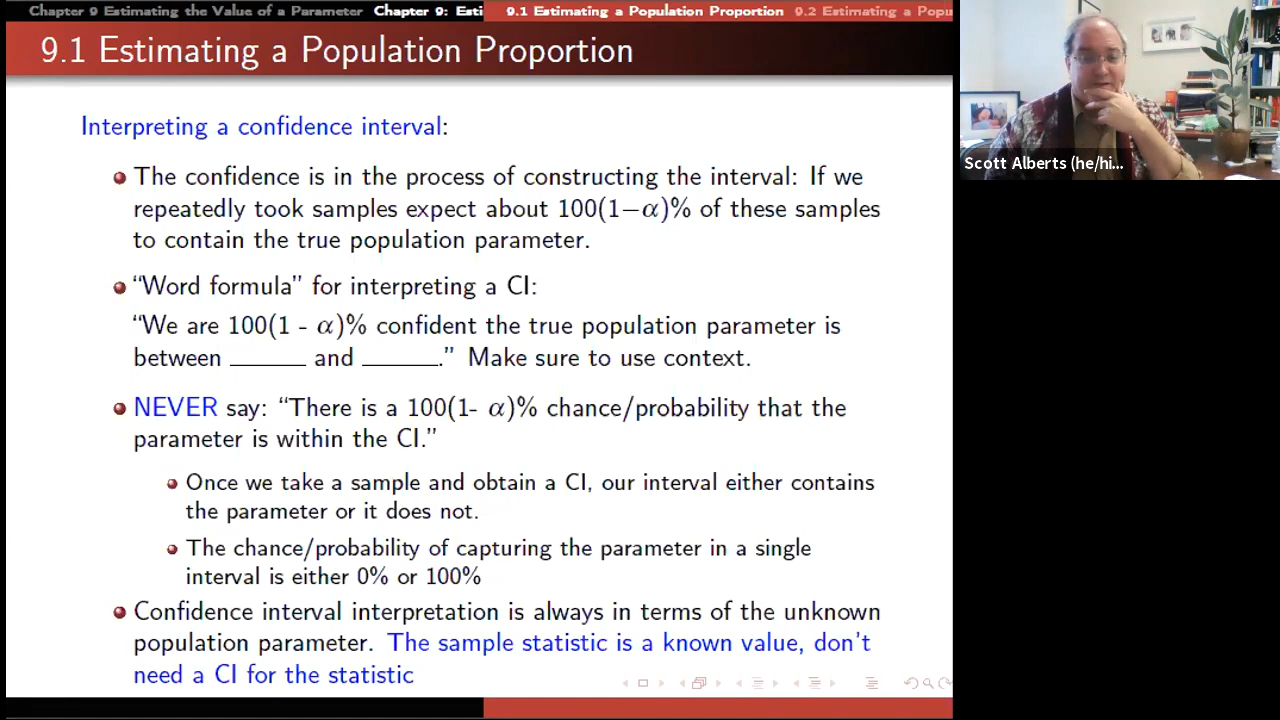 Chapter 9 Estimating the Value of a Parameter Chapter 9: Esti 9.1 Estimating a Population Proportion 9.2 Estimating a Popu
9.1 Estimating a Population Proportion
Interpreting a confidence interval:
The confidence is in the process of constructing the interval: If we
repeatedly took samples expect about 100(1−α)% of these samples
to contain the true population parameter.
“Word formula” for interpreting a CI:
“We are 100(1 - α)% confident the true population parameter is
between ______ and ______.” Make sure to use context.
NEVER say: “There is a 100(1- α)% chance/probability that the
parameter is within the CI.”
Once we take a sample and obtain a CI, our interval either contains
the parameter or it does not.
The chance/probability of capturing the parameter in a single
interval is either 0% or 100%
Confidence interval interpretation is always in terms of the unknown
population parameter. The sample statistic is a known value, don’t
need a CI for the statistic
Scott Alberts (he/hi...